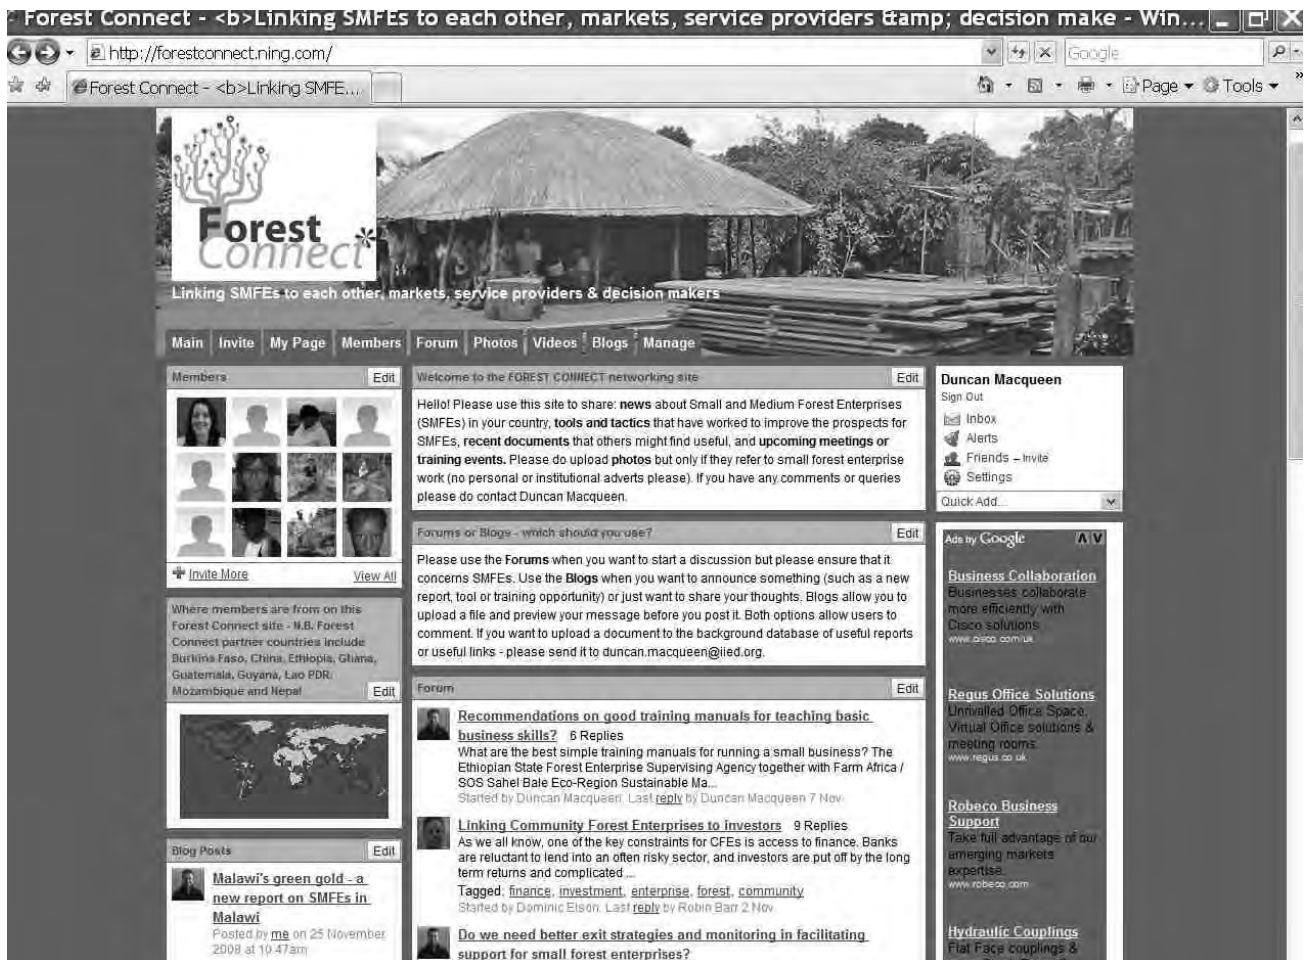 Forest Connect - <b>Linking SMFEs to each other, markets, service providers &amp; decision make - Win...
http://forestconnect.ning.com/
Google
Forest Connect - <b>Linking SMFE...
Page
Tools
Forest
Connect
Linking SMFEs to each other, markets, service providers & decision makers
Main
Invite
My Page
Members
Forum
Photos
Videos
Blogs
Manage
Members
Edit
Invite More
View All
Where members are from on this
Forest Connect site - N.B. Forest
Connect partner countries include
Burkina Faso, China, Ethiopia, Ghana,
Guatemala, Guyana, Lao PDR,
Mozambique and Nepal
Edit
Blog Posts
Edit
Malawi's green gold - a
new report on SMFEs in
Malawi
Posted by me on 25 November
2008 at 10:47am
Welcome to the FOREST CONNECT networking site
Edit
Hello! Please use this site to share: news about Small and Medium Forest Enterprises
(SMFEs) in your country, tools and tactics that have worked to improve the prospects for
SMFEs, recent documents that others might find useful, and upcoming meetings or
training events. Please do upload photos but only if they refer to small forest enterprise
work (no personal or institutional adverts please). If you have any comments or queries
please do contact Duncan Macqueen.
Forums or Blogs - which should you use?
Edit
Please use the Forums when you want to start a discussion but please ensure that it
concerns SMFEs. Use the Blogs when you want to announce something (such as a new
report, tool or training opportunity) or just want to share your thoughts. Blogs allow you to
upload a file and preview your message before you post it. Both options allow users to
comment. If you want to upload a document to the background database of useful reports
or useful links - please send it to duncan.macqueen@iied.org.
Forum
Edit
Recommendations on good training manuals for teaching basic
business skills? 6 Replies
What are the best simple training manuals for running a small business? The
Ethiopian State Forest Enterprise Supervising Agency together with Farm Africa /
SOS Sahel Bale Eco-Region Sustainable Ma...
Started by Duncan Macqueen. Last reply by Duncan Macqueen 7 Nov.
Linking Community Forest Enterprises to Investors 9 Replies
As we all know, one of the key constraints for CFEs is access to finance. Banks
are reluctant to lend into an often risky sector, and investors are put off by the long
term returns and complicated ...
Tagged: finance, investment, enterprise, forest, community
Started by Dominic Elson. Last reply by Robin Barr 2 Nov.
Do we need better exit strategies and monitoring in facilitating
support for small forest enterprises?
Duncan Macqueen
Sign Out
Inbox
Alerts
Friends – Invite
Settings
Quick Add...
Ads by Google
Business Collaboration
Businesses collaborate
more efficiently with
Cisco solutions.
www.cisco.com/uk
Regus Office Solutions
Unrivalled Office Space,
Virtual Office solutions &
meeting rooms.
www.regus.co.uk
Robeco Business
Support
Take full advantage of our
emerging markets
expertise.
www.robeco.com
Hydraulic Couplings
Flat Face couplings &